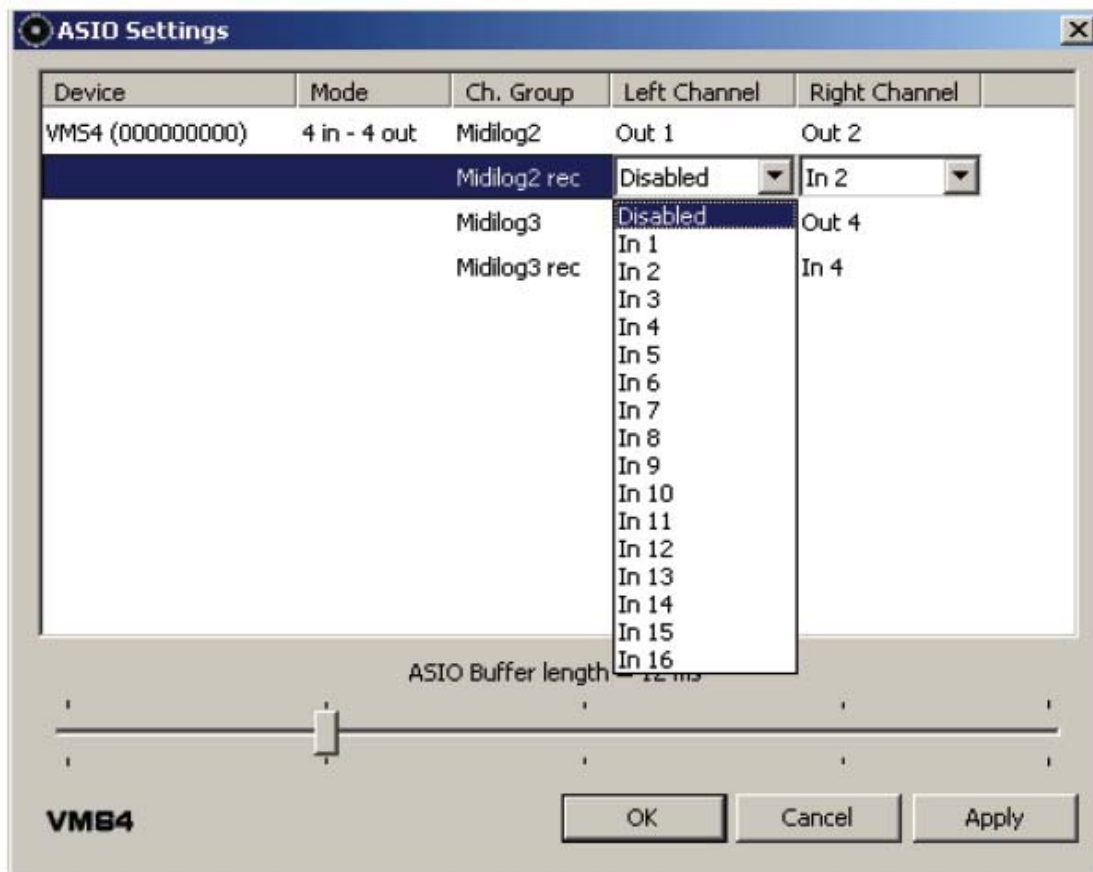 ASIO Settings
Device Mode Ch. Group Left Channel Right Channel
VMS4 (000000000) 4 in - 4 out Midilog2 Out 1 Out 2
Midilog2 rec Disabled In 2
Midilog3 Out 4
Midilog3 rec In 4
Disabled
In 1
In 2
In 3
In 4
In 5
In 6
In 7
In 8
In 9
In 10
In 11
In 12
In 13
In 14
In 15
In 16
ASIO Buffer length
VMS4
OK Cancel Apply